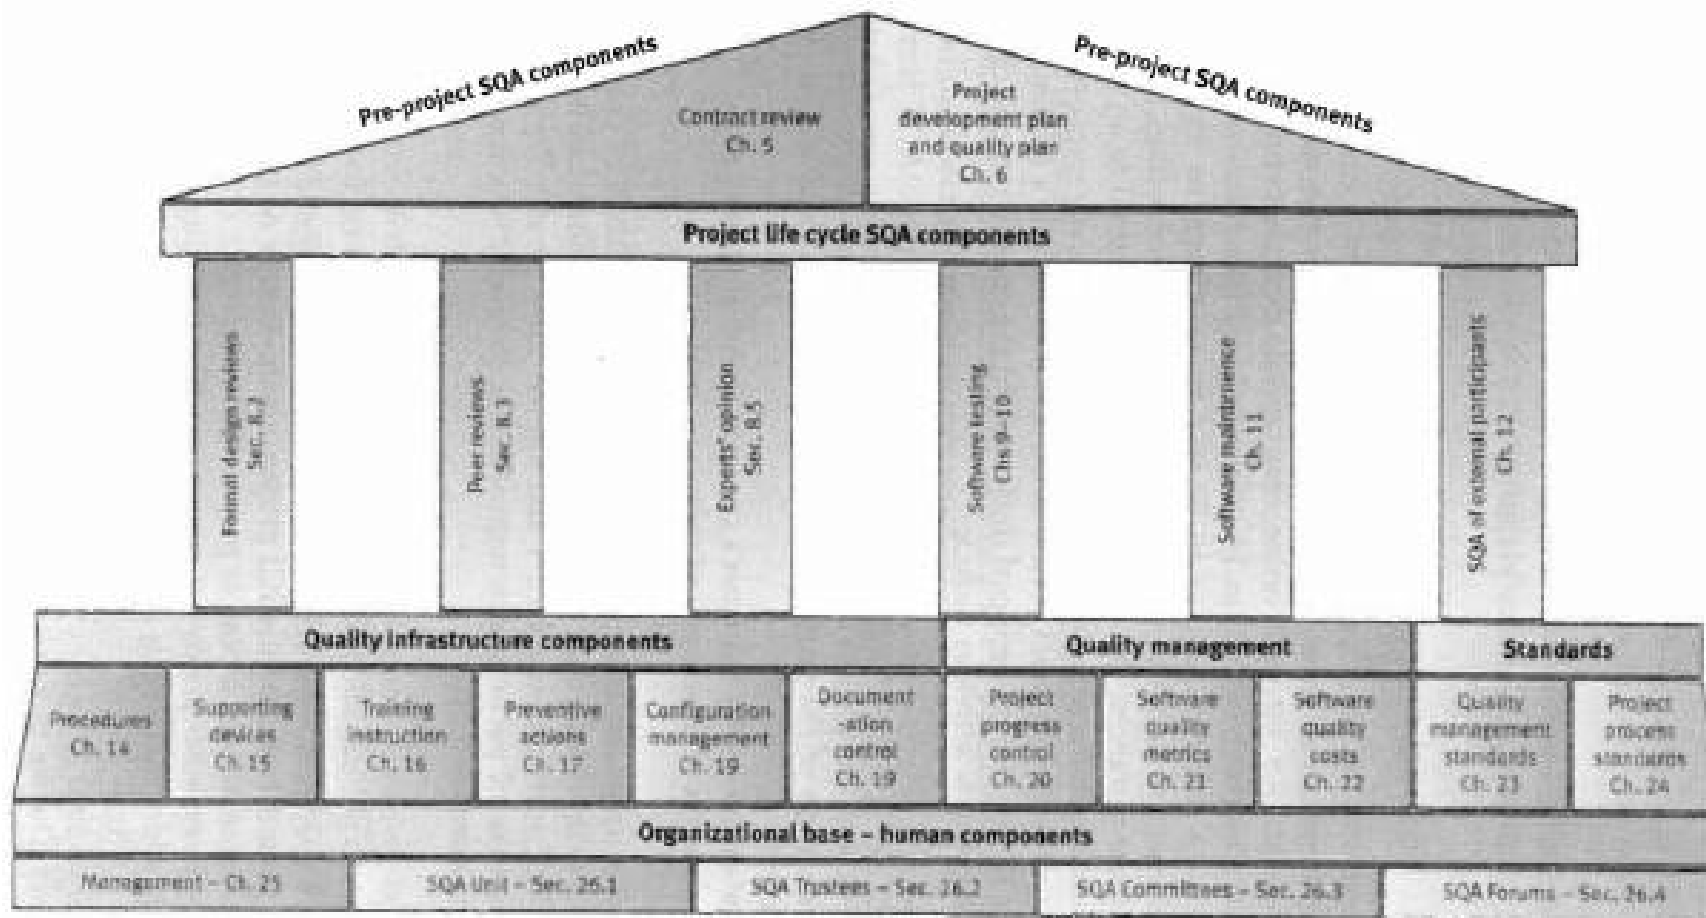 Pre-project SQA components
Pre-project SQA components
Contract review
Ch. 5
Project
development plan
and quality plan
Ch. 6
Project life cycle SQA components
Formal design reviews
Sec. 8.2
Peer reviews
Sec. 8.3
Experts' opinion
Sec. 8.5
Software testing
Chs 9–10
Software maintenence
Ch. 11
SQA of external participants
Ch. 12
Quality infrastructure components
Quality management
Standards
Procedures
Ch. 14
Supporting
devices
Ch. 15
Training
instruction
Ch. 16
Preventive
actions
Ch. 17
Configuration
management
Ch. 19
Document
-ation
control
Ch. 19
Project
progress
control
Ch. 20
Software
quality
metrics
Ch. 21
Software
quality
costs
Ch. 22
Quality
management
standards
Ch. 23
Project
process
standards
Ch. 24
Organizational base – human components
Management – Ch. 25
SQA Unit – Sec. 26.1
SQA Trustees – Sec. 26.2
SQA Committees – Sec. 26.3
SQA Forums – Sec. 26.4